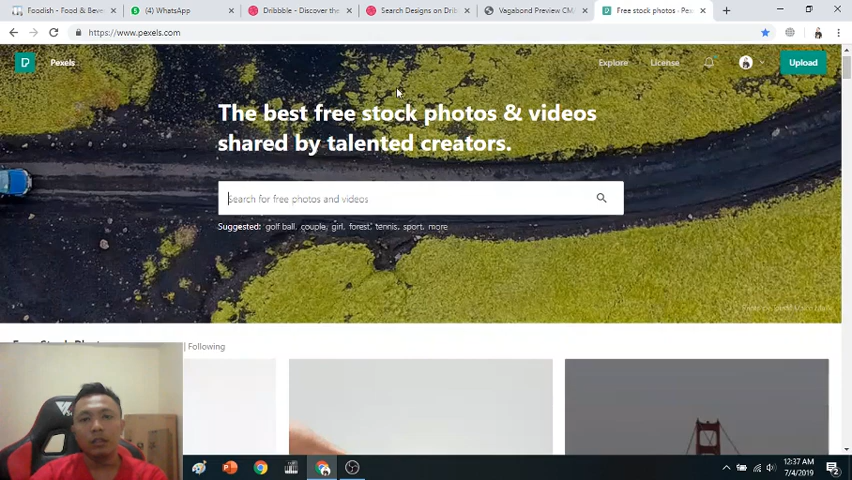 Foodish - Food & Beve
(4) WhatsApp
Dribbble - Discover the
Search Designs on Drib
Vagabond Preview CMA
Free stock photos · Pex
https://www.pexels.com
Pexels
Explore
License
Upload
The best free stock photos & videos
shared by talented creators.
Search for free photos and videos
Suggested: golf ball, couple, girl, forest, tennis, sport, more
Following
12:37 AM
7/4/2019
2